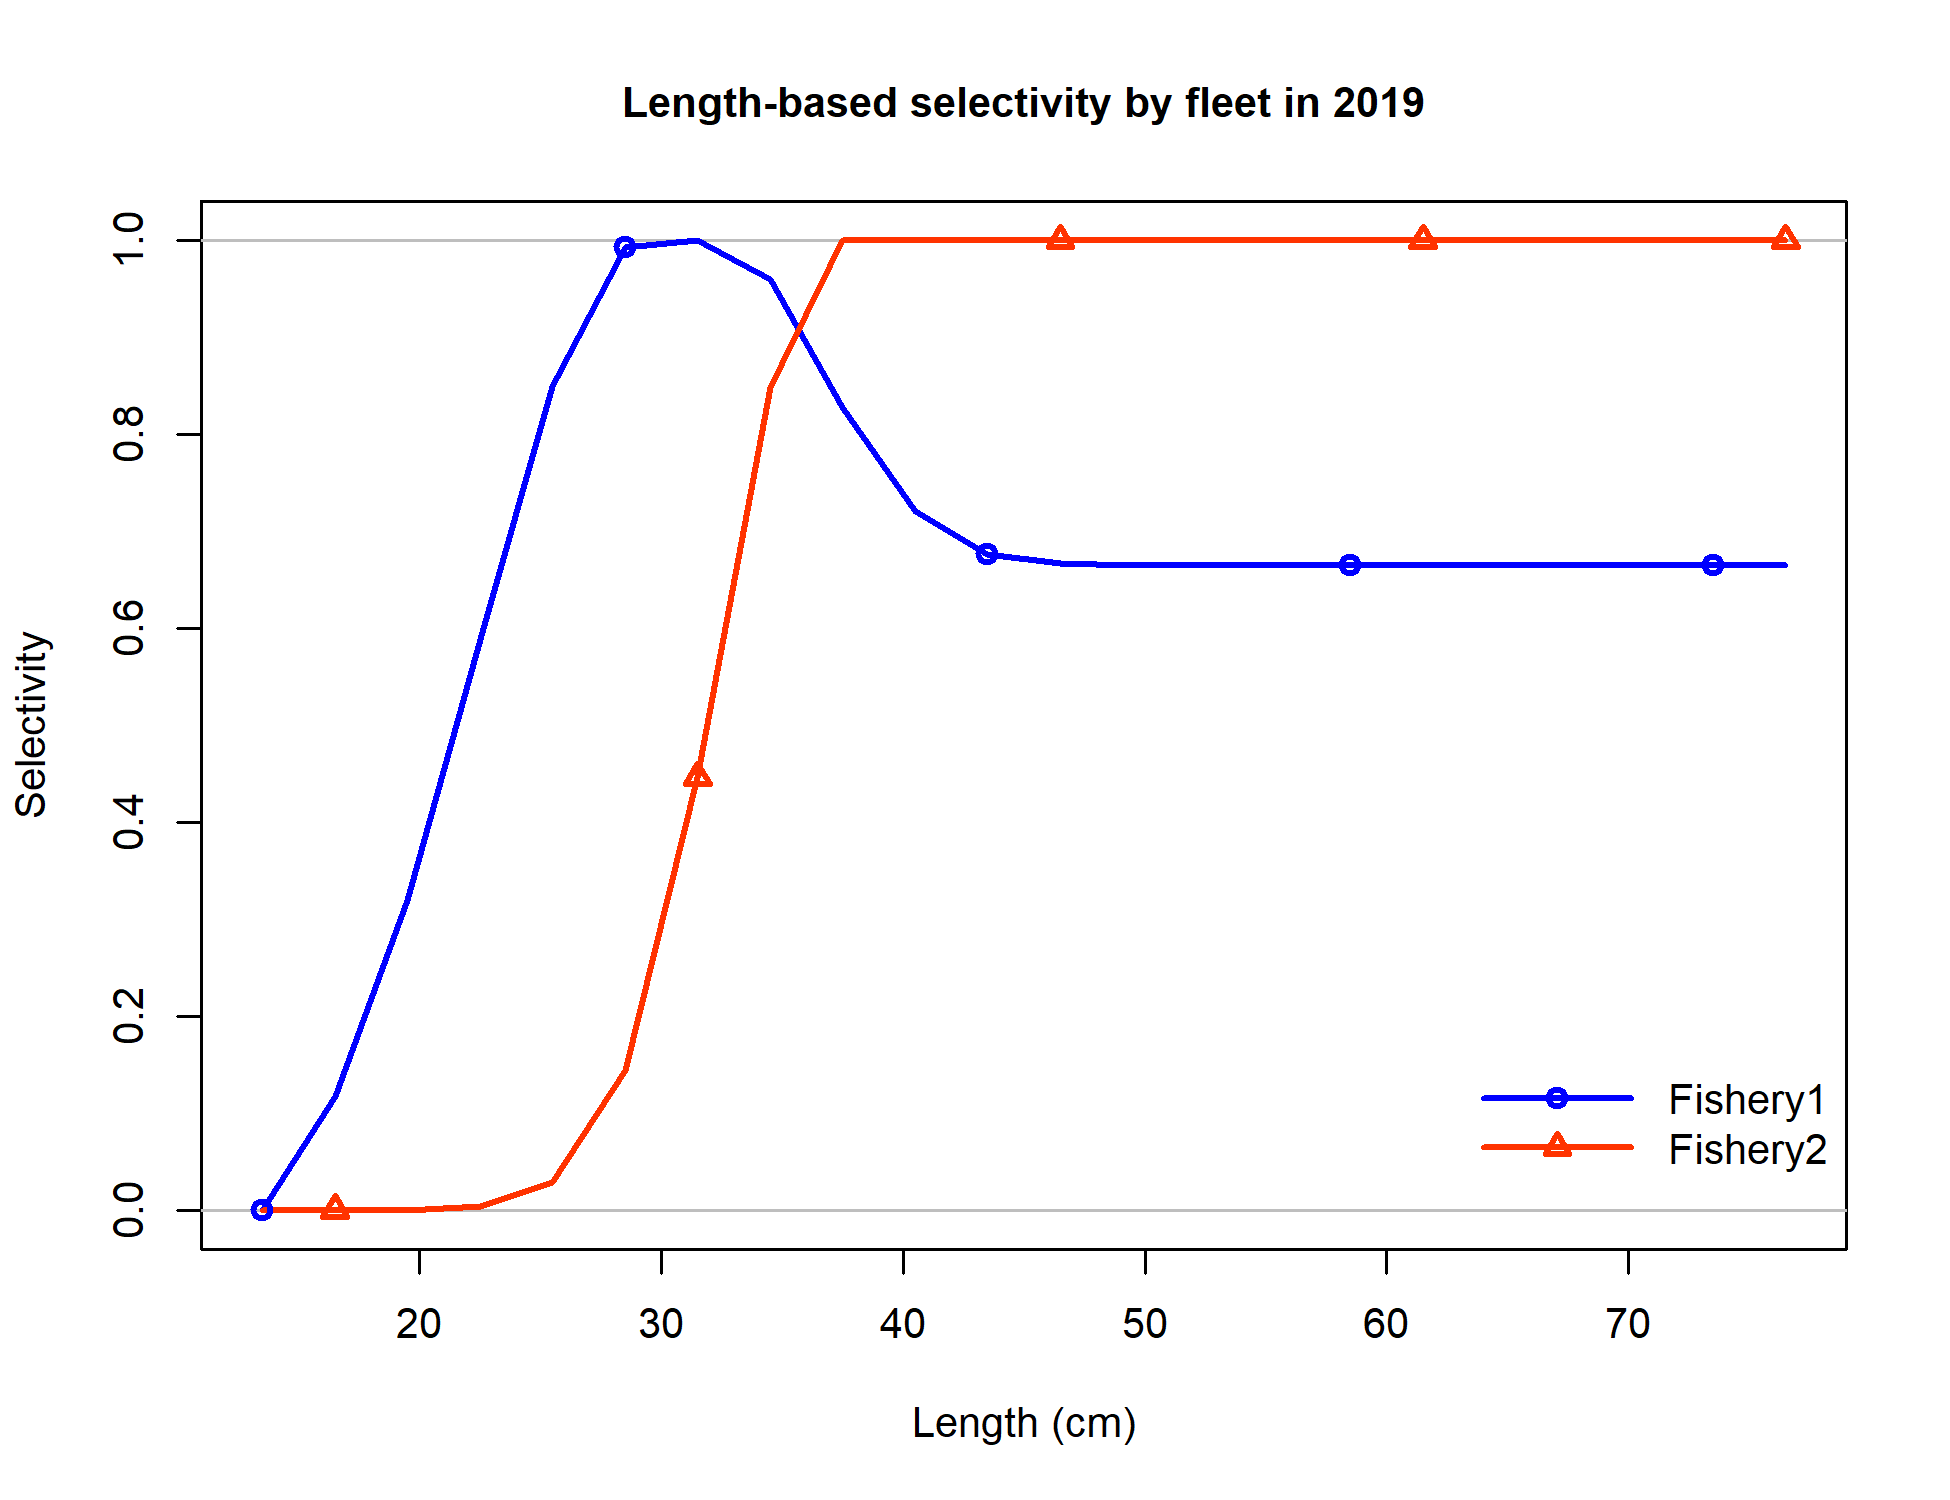 Length-based selectivity by fleet in 2019
Selectivity
1.0
0.8
0.6
0.4
0.2
0.0
Fishery1
Fishery2
20 30 40 50 60 70
Length (cm)